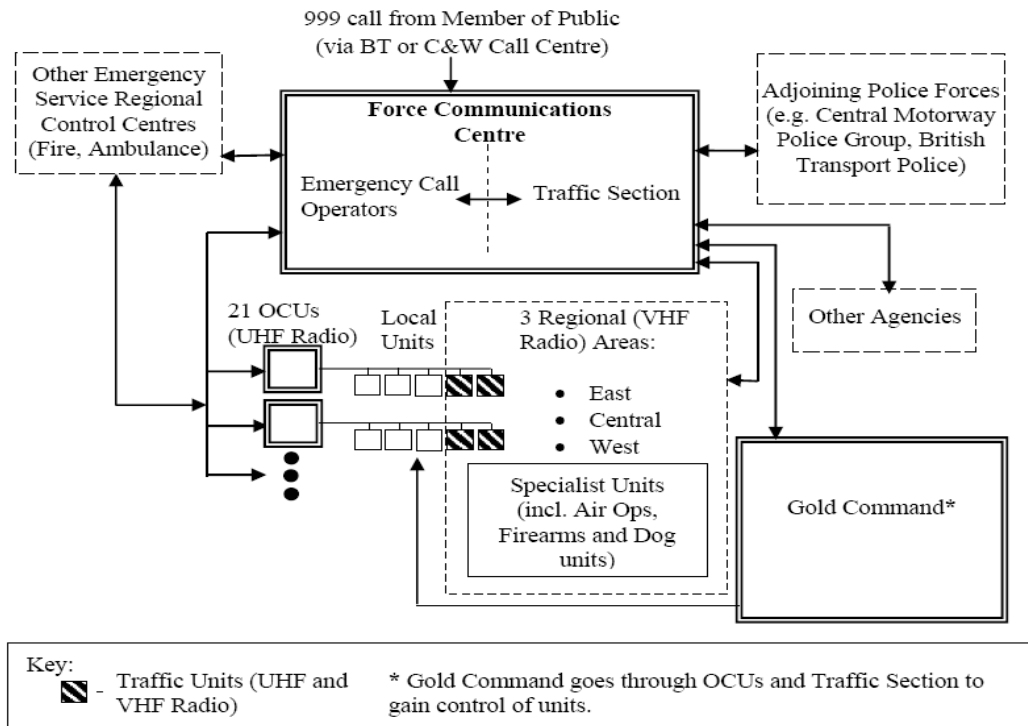 999 call from Member of Public
(via BT or C&W Call Centre)
Other Emergency
Service Regional
Control Centres
(Fire, Ambulance)
Force Communications
Centre
Emergency Call
Operators
Traffic Section
Adjoining Police Forces
(e.g. Central Motorway
Police Group, British
Transport Police)
Other Agencies
21 OCUs
(UHF Radio)
Local
Units
3 Regional (VHF
Radio) Areas:
• East
• Central
• West
Specialist Units
(incl. Air Ops,
Firearms and Dog
units)
Gold Command*
Key:
- Traffic Units (UHF and
VHF Radio)
* Gold Command goes through OCUs and Traffic Section to
gain control of units.